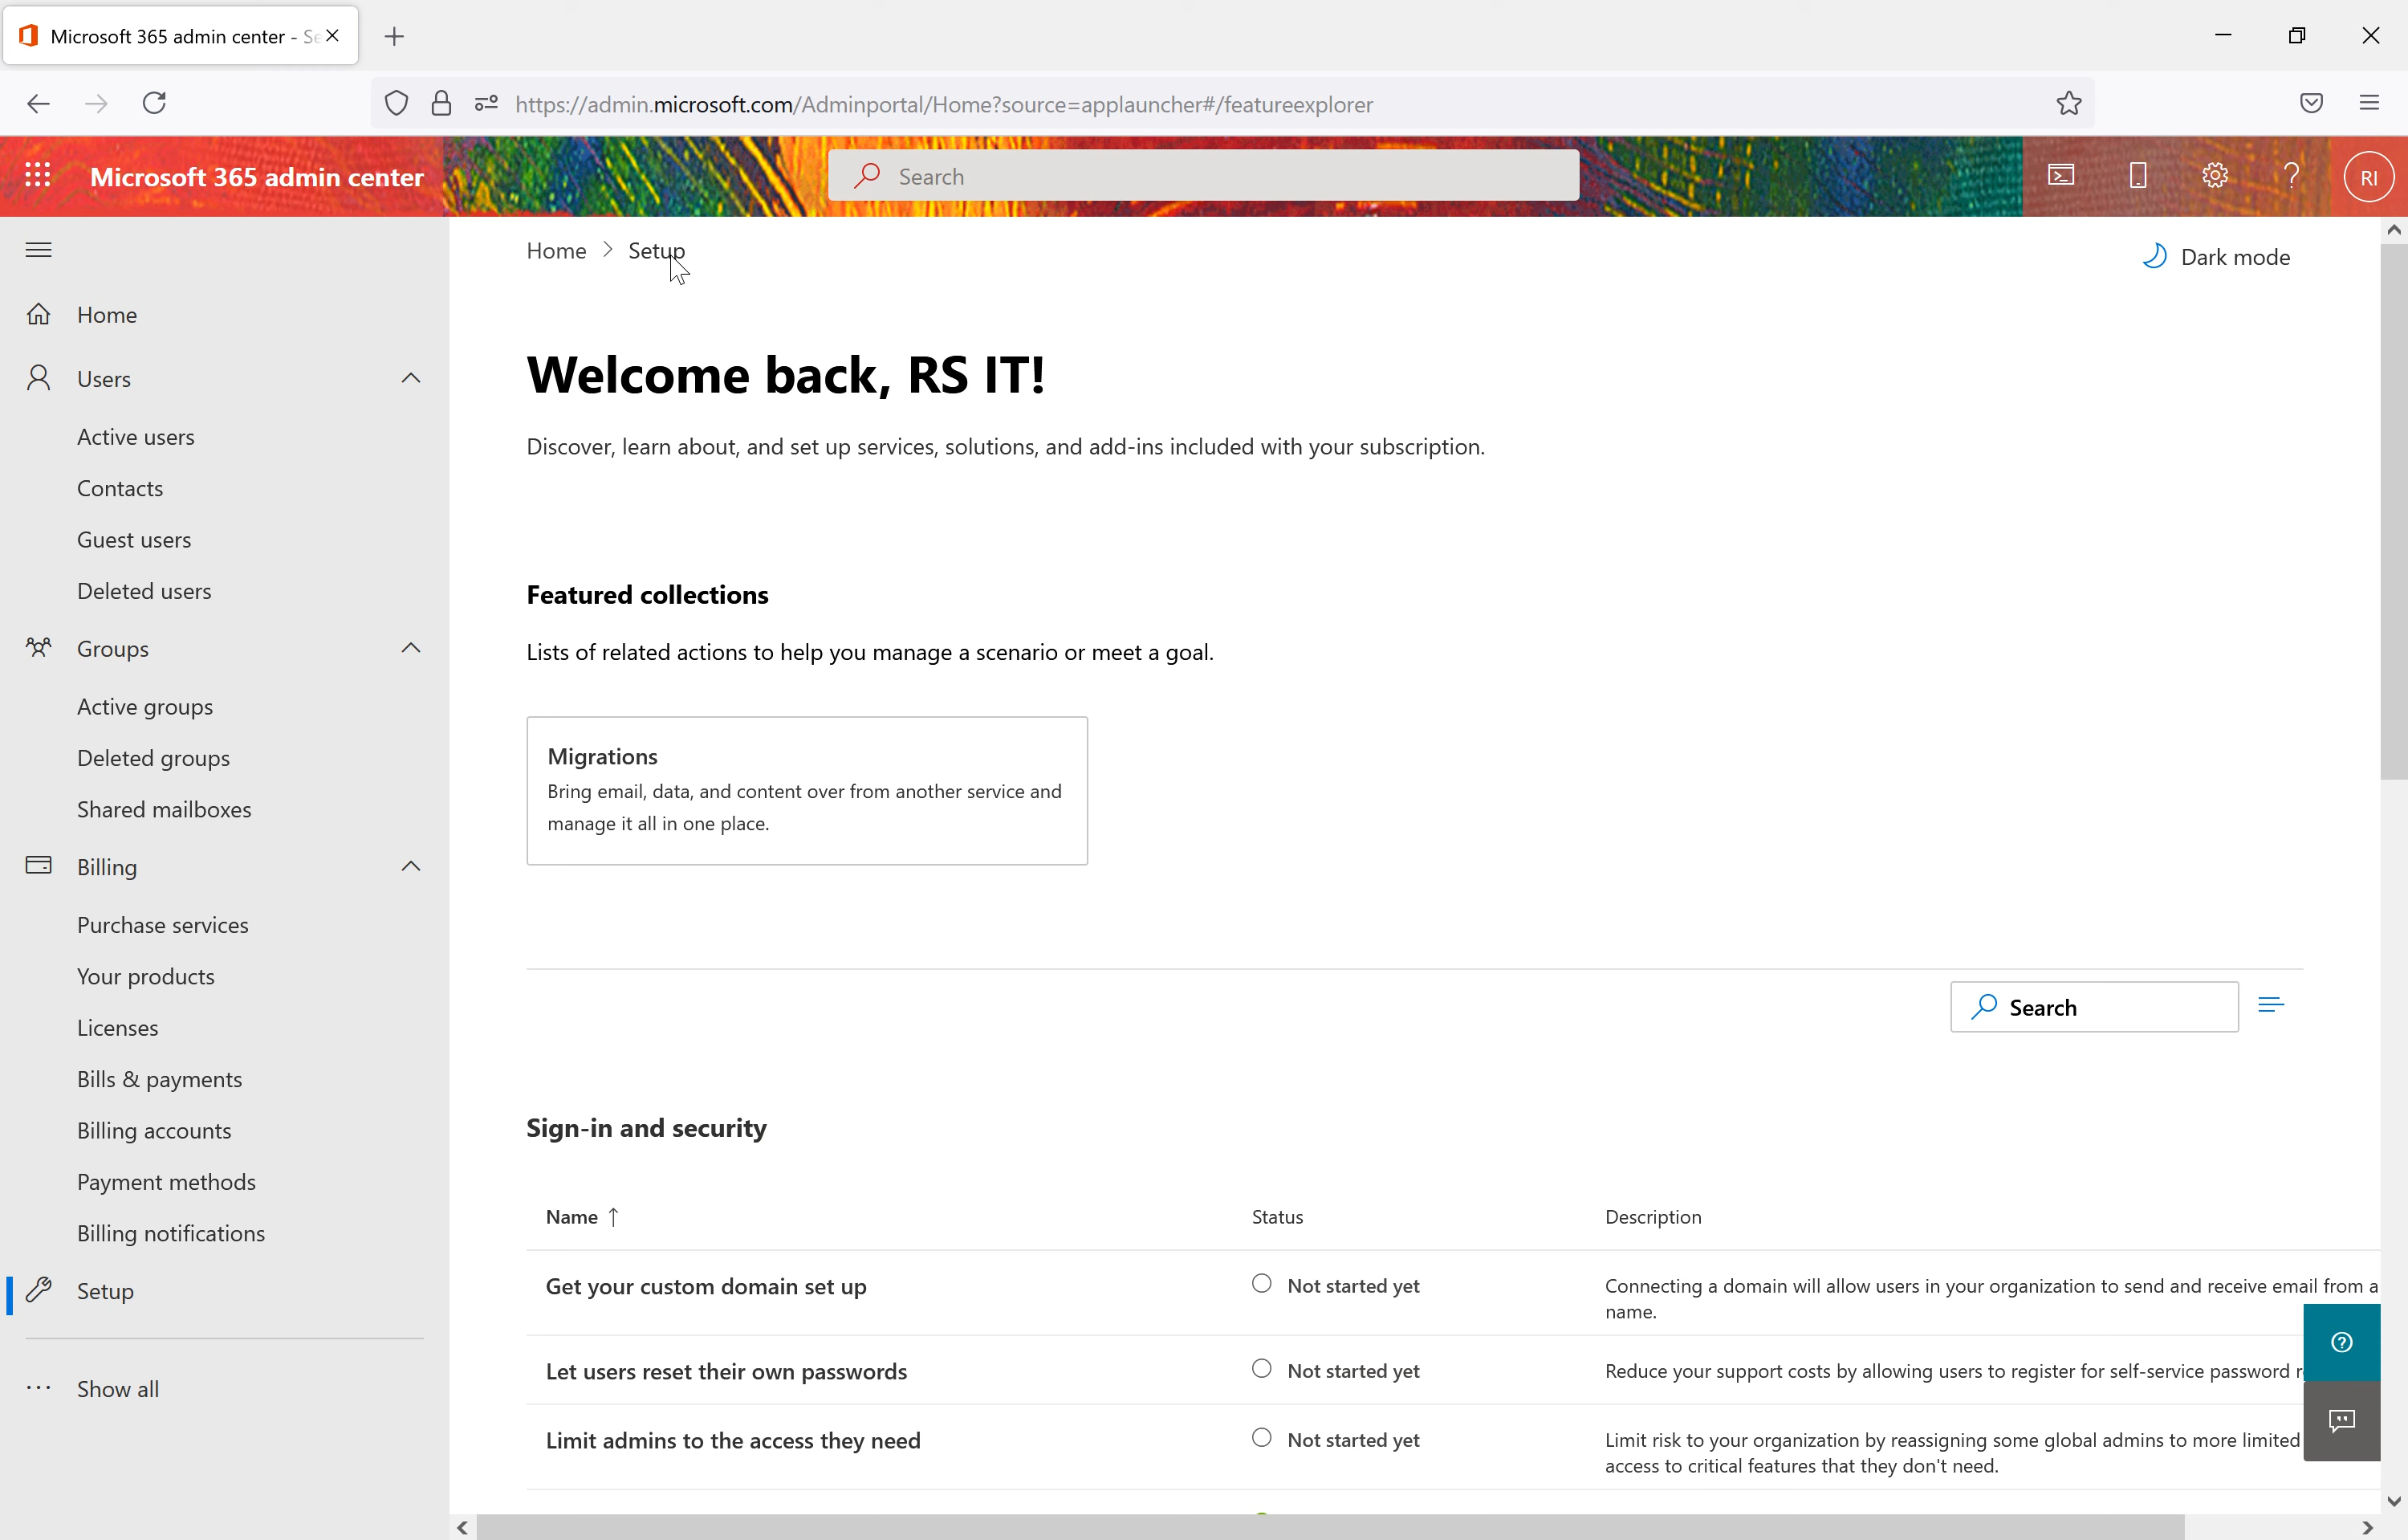 Microsoft 365 admin center - Se
https://admin.microsoft.com/Adminportal/Home?source=applauncher#/featureexplorer
Microsoft 365 admin center
Search
RI
Home > Setup
Dark mode
Home
Users
Active users
Contacts
Guest users
Deleted users
Groups
Active groups
Deleted groups
Shared mailboxes
Billing
Purchase services
Your products
Licenses
Bills & payments
Billing accounts
Payment methods
Billing notifications
Setup
Show all
Welcome back, RS IT!
Discover, learn about, and set up services, solutions, and add-ins included with your subscription.
Featured collections
Lists of related actions to help you manage a scenario or meet a goal.
Migrations
Bring email, data, and content over from another service and
manage it all in one place.
Search
Sign-in and security
Name ↑ Status Description
Get your custom domain set up Not started yet Connecting a domain will allow users in your organization to send and receive email from a
name.
Let users reset their own passwords Not started yet Reduce your support costs by allowing users to register for self-service password
Limit admins to the access they need Not started yet Limit risk to your organization by reassigning some global admins to more limited
access to critical features that they don't need.